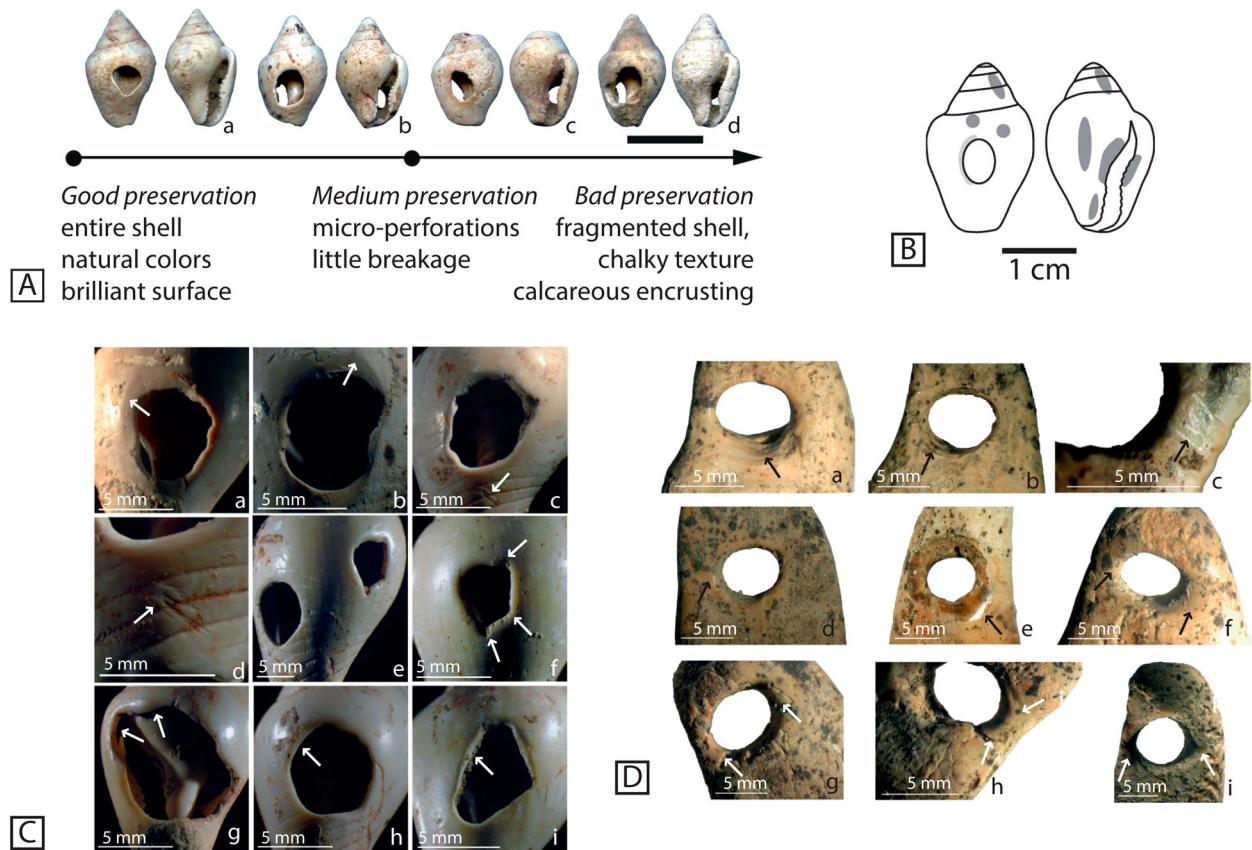 a
b
c
d
Good preservation
entire shell
natural colors
brilliant surface
Medium preservation
micro-perforations
little breakage
Bad preservation
fragmented shell,
chalky texture
calcareous encrusting
A
B
1 cm
5 mm
a
5 mm
b
5 mm
c
5 mm
d
5 mm
e
5 mm
f
5 mm
g
5 mm
h
5 mm
i
C
5 mm
a
5 mm
b
5 mm
c
5 mm
d
5 mm
e
5 mm
f
5 mm
g
5 mm
h
5 mm
i
D